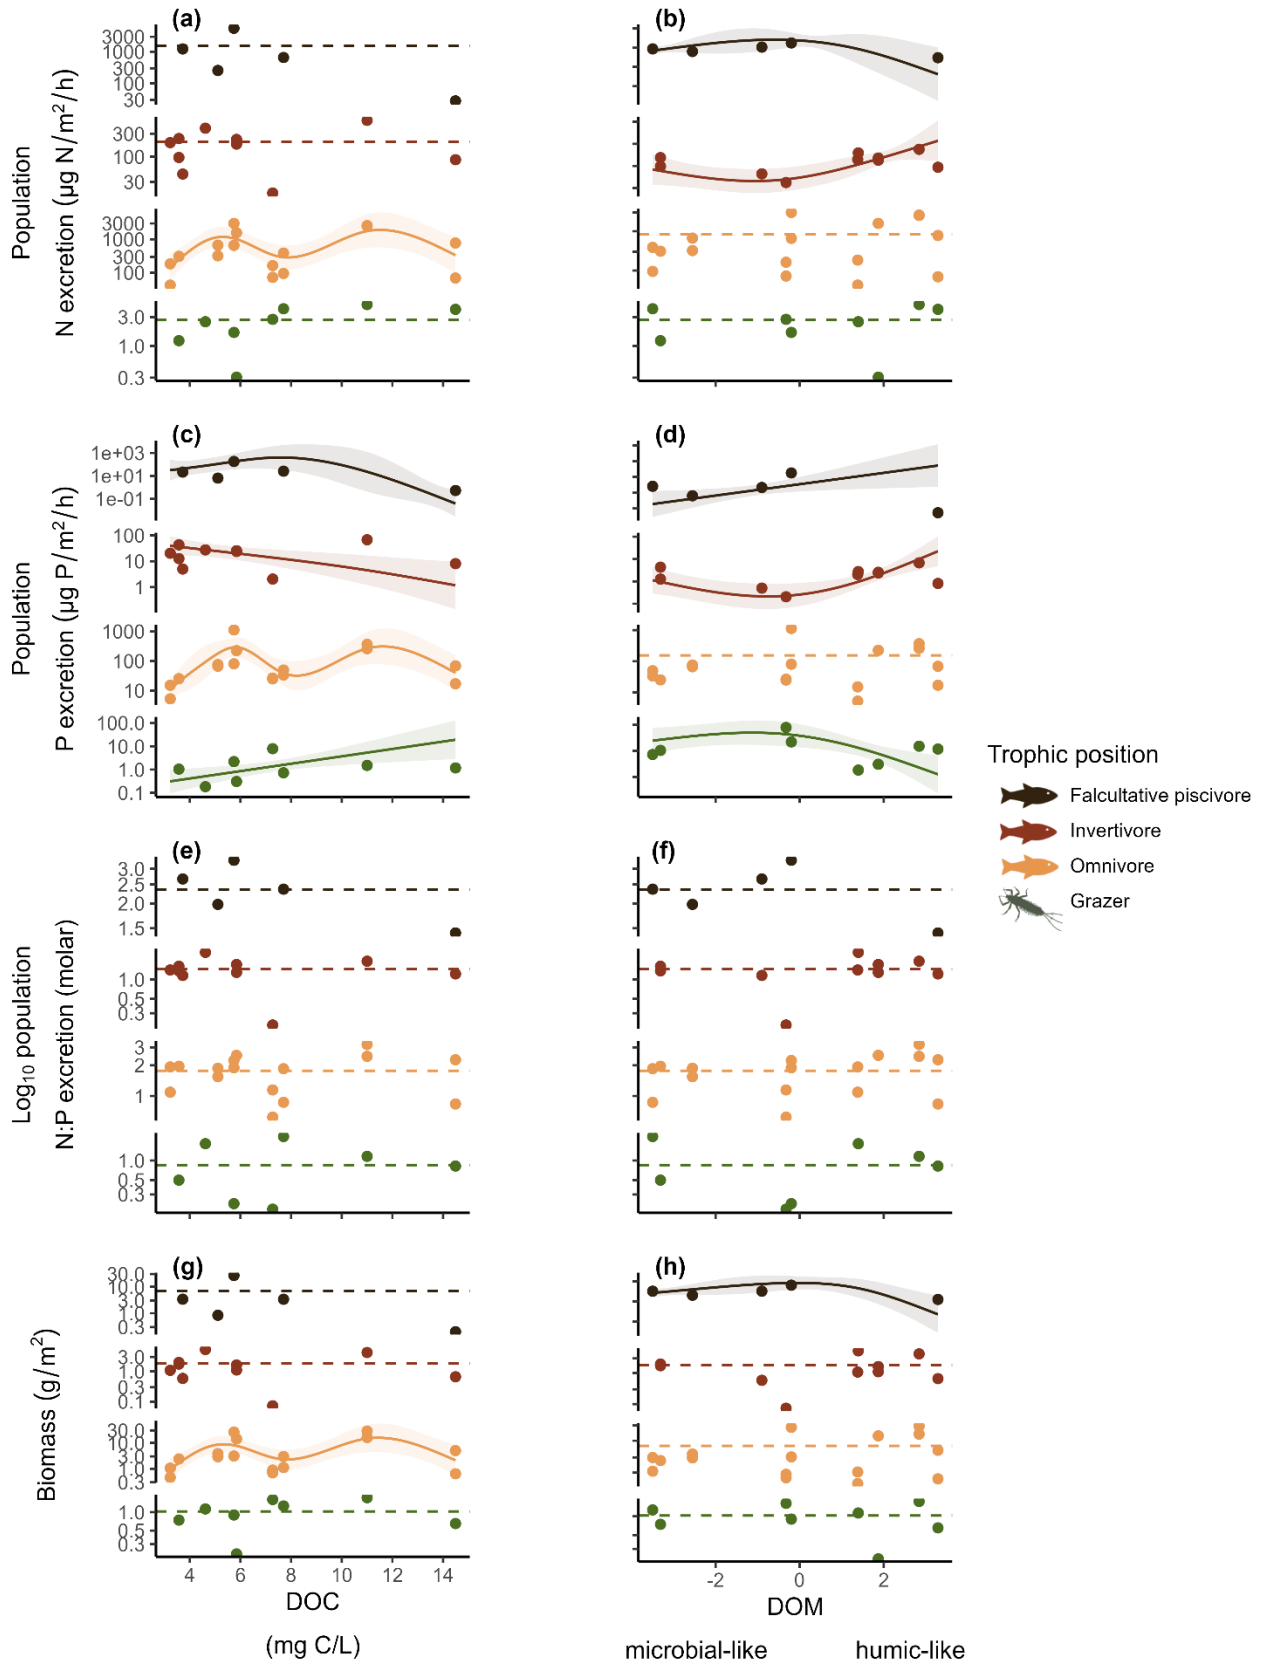 (a)
(b)
Population
N excretion (µg N/m²/h)
3000
1000
300
100
30
300
100
30
3000
1000
300
100
3.0
1.0
0.3
(c)
(d)
Population
P excretion (µg P/m²/h)
1e+03
1e+01
1e-01
100
10
1
1000
100
10
100.0
10.0
1.0
0.1
Trophic position
Falcultative piscivore
Invertivore
Omnivore
Grazer
(e)
(f)
Log₁₀ population
N:P excretion (molar)
3.0
2.5
2.0
1.5
1.0
0.5
0.3
3
2
1
1.0
0.5
0.3
(g)
(h)
Biomass (g/m²)
30.0
10.0
3.0
1.0
0.3
3.0
1.0
0.3
0.1
30.0
10.0
3.0
1.0
0.3
1.0
0.5
0.3
4 6 8 10 12 14
-2 0 2
DOC
DOM
(mg C/L)
microbial-like humic-like